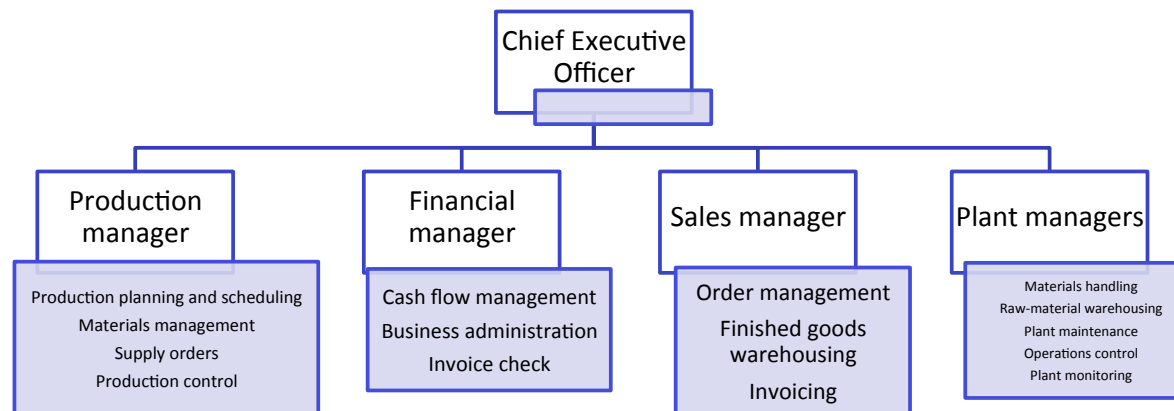 Chief Executive
Officer
Production
manager
Production planning and scheduling
Materials management
Supply orders
Production control
Financial
manager
Cash flow management
Business administration
Invoice check
Sales manager
Order management
Finished goods
warehousing
Invoicing
Plant managers
Materials handling
Raw-material warehousing
Plant maintenance
Operations control
Plant monitoring